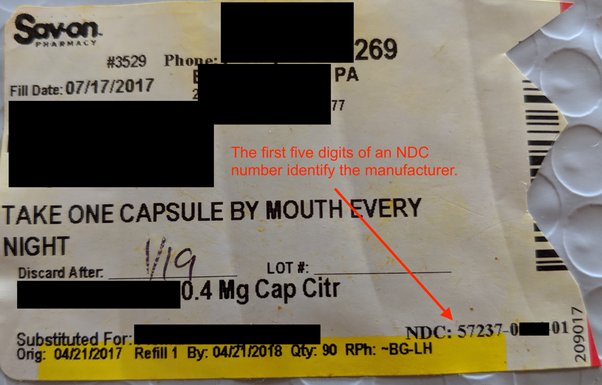 Sav-on
PHARMACY
#3529 Phone: 269
PA
Fill Date: 07/17/2017
77
The first five digits of an NDC
number identify the manufacturer.
TAKE ONE CAPSULE BY MOUTH EVERY
NIGHT
Discard After: 1/19 LOT #:
0.4 Mg Cap Citr
NDC: 57237-0 -01
Substituted For:
Orig: 04/21/2017 Refill 1 By: 04/21/2018 Qty: 90 RPh: ~BG-LH
209017